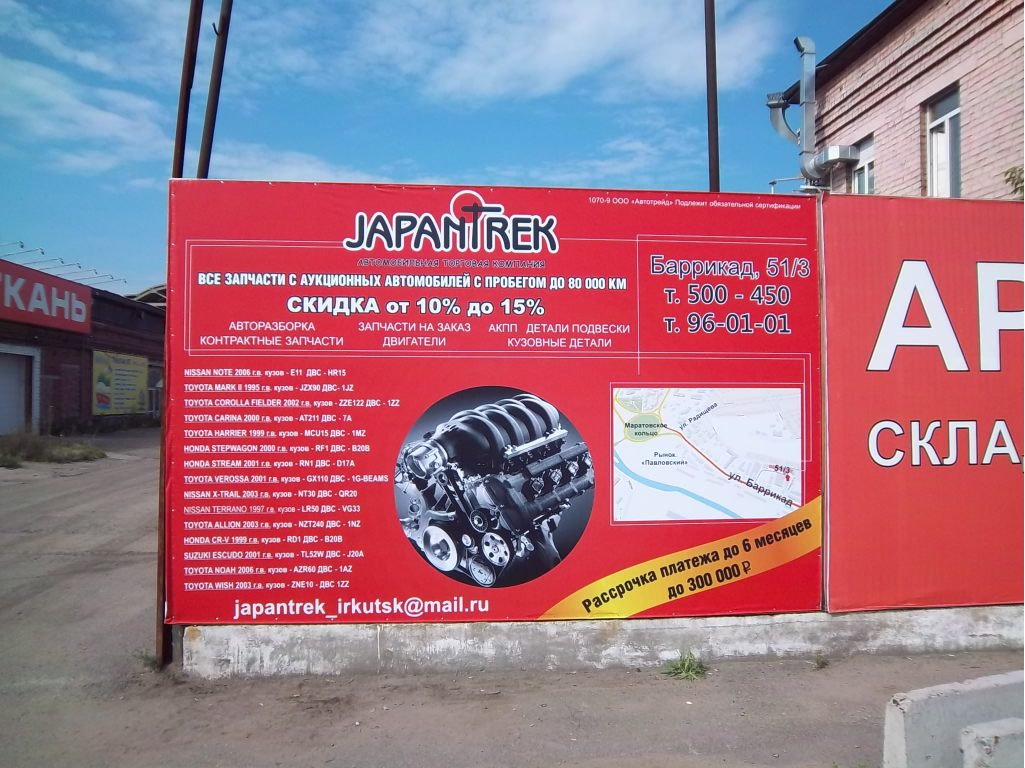 1070-9 ООО «Автотрейд» Подлежит обязательной сертификации
JAPANTREK
АВТОМОБИЛЬНАЯ ТОРГОВАЯ КОМПАНИЯ
ВСЕ ЗАПЧАСТИ С АУКЦИОННЫХ АВТОМОБИЛЕЙ С ПРОБЕГОМ ДО 80 000 КМ
СКИДКА от 10% до 15%
АВТОРАЗБОРКА ЗАПЧАСТИ НА ЗАКАЗ АКПП ДЕТАЛИ ПОДВЕСКИ
КОНТРАКТНЫЕ ЗАПЧАСТИ ДВИГАТЕЛИ КУЗОВНЫЕ ДЕТАЛИ
Баррикад, 51/3
т. 500 - 450
т. 96-01-01
NISSAN NOTE 2006 г.в. кузов - E11 ДВС - HR15
TOYOTA MARK II 1995 г.в. кузов - JZX90 ДВС - 1JZ
TOYOTA COROLLA FIELDER 2002 г.в. кузов - ZZE122 ДВС - 1ZZ
TOYOTA CARINA 2000 г.в. кузов - AT211 ДВС - 7A
TOYOTA HARRIER 1999 г.в. кузов - MCU15 ДВС - 1MZ
HONDA STEPWAGON 2000 г.в. кузов - RF1 ДВС - B20B
HONDA STREAM 2001 г.в. кузов - RN1 ДВС - D17A
TOYOTA VEROSSA 2001 г.в. кузов - GX110 ДВС - 1G-BEAMS
NISSAN X-TRAIL 2003 г.в. кузов - NT30 ДВС - QR20
NISSAN TERRANO 1997 г.в. кузов - LR50 ДВС - VG33
TOYOTA ALLION 2003 г.в. кузов - NZT240 ДВС - 1NZ
HONDA CR-V 1999 г.в. кузов - RD1 ДВС - B20B
SUZUKI ESCUDO 2001 г.в. кузов - TL52W ДВС - J20A
TOYOTA NOAH 2006 г.в. кузов - AZR60 ДВС - 1AZ
TOYOTA WISH 2003 г.в. кузов - ZNE10 - ДВС 1ZZ
japantrek_irkutsk@mail.ru
ул. Радищева
Маратовское
кольцо
Рынок
«Павловский»
51/3
ул. Баррикад
Рассрочка платежа до 6 месяцев
до 300 000 ₽
ТКАНЬ
АР
СКЛА